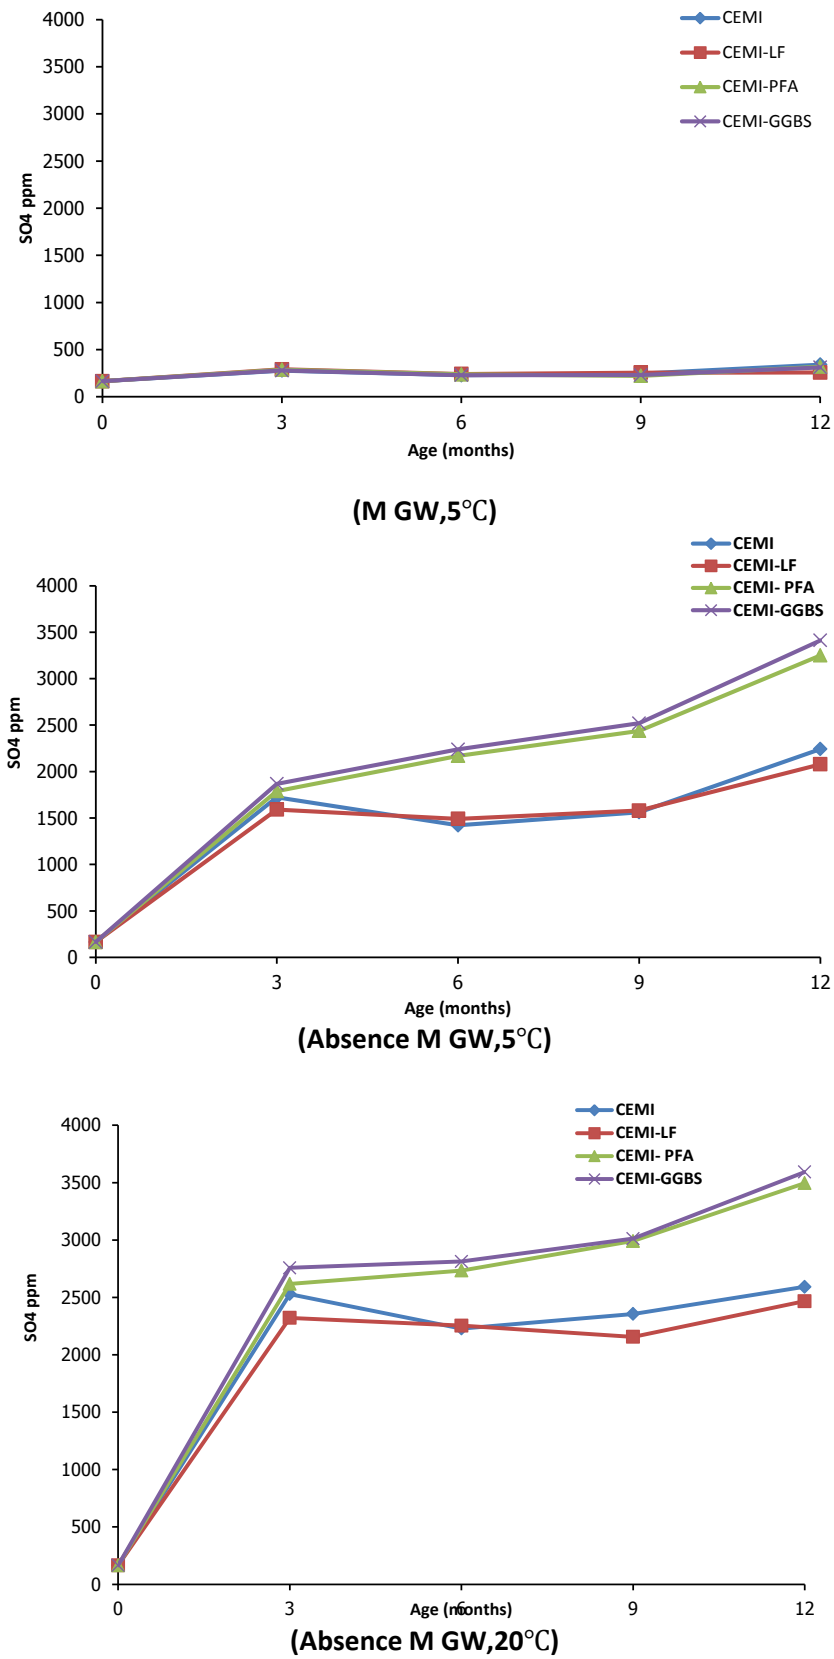 4000
3500
3000
2500
2000
1500
1000
500
0
SO4 ppm
CEMI
CEMI-LF
CEMI-PFA
CEMI-GGBS
0 3 6 9 12
Age (months)
(M GW,5℃)
CEMI
CEMI-LF
CEMI- PFA
CEMI-GGBS
4000
3500
3000
2500
2000
1500
1000
500
0
SO4 ppm
0 3 6 9 12
Age (months)
(Absence M GW,5℃)
CEMI
CEMI-LF
CEMI- PFA
CEMI-GGBS
4000
3500
3000
2500
2000
1500
1000
500
0
SO4 ppm
0 3 6 9 12
Age (months)
(Absence M GW,20℃)